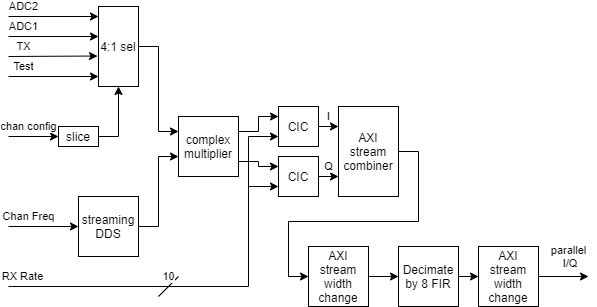 ADC2
ADC1
TX
Test
4:1 sel
chan config
slice
complex
multiplier
CIC
I
CIC
Q
AXI
stream
combiner
Chan Freq
streaming
DDS
RX Rate
10
AXI
stream
width
change
Decimate
by 8 FIR
AXI
stream
width
change
parallel
I/Q